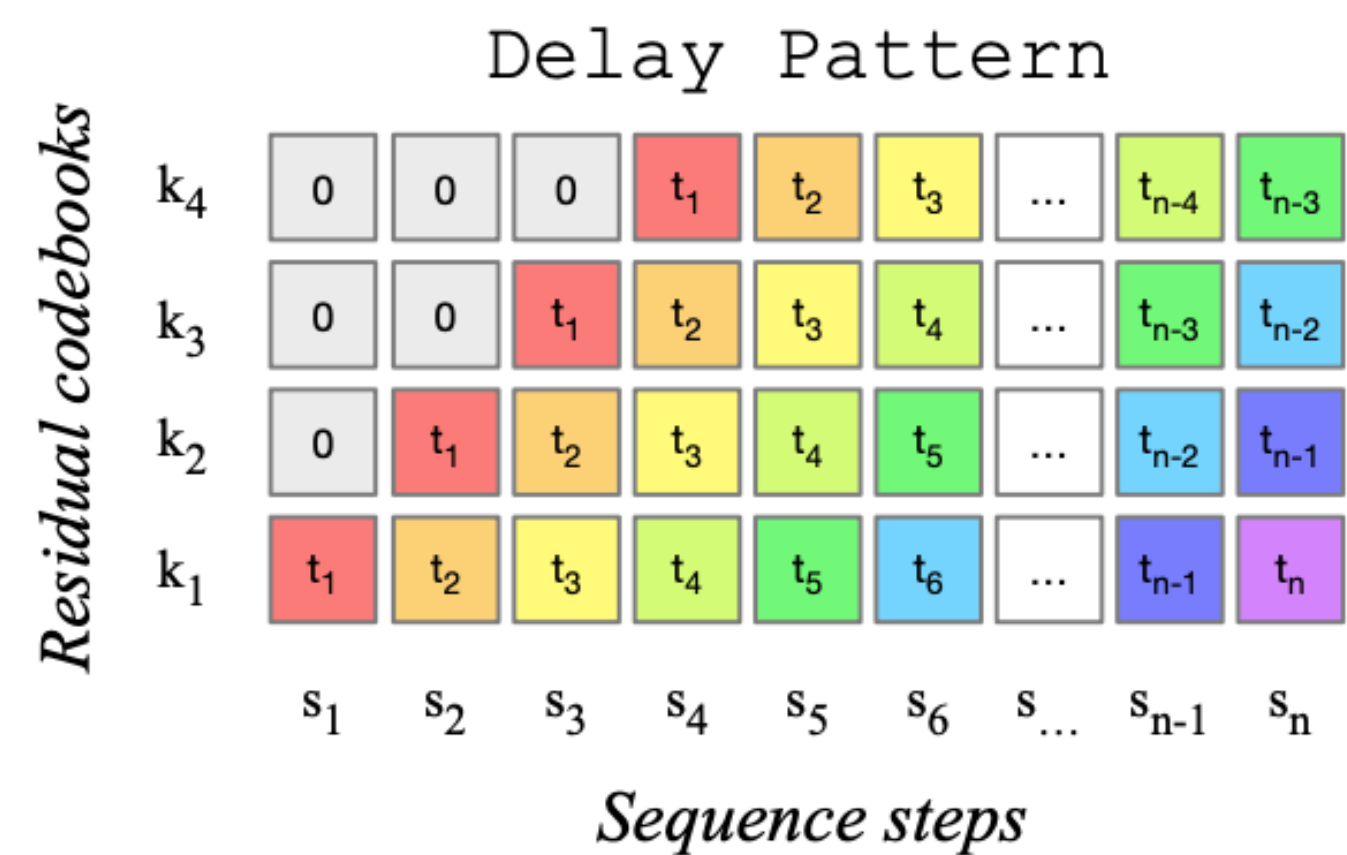 Delay Pattern
Residual codebooks
k4 0 0 0 t1 t2 t3 ... tn-4 tn-3
k3 0 0 t1 t2 t3 t4 ... tn-3 tn-2
k2 0 t1 t2 t3 t4 t5 ... tn-2 tn-1
k1 t1 t2 t3 t4 t5 t6 ... tn-1 tn
s1 s2 s3 s4 s5 s6 s... sn-1 sn
Sequence steps